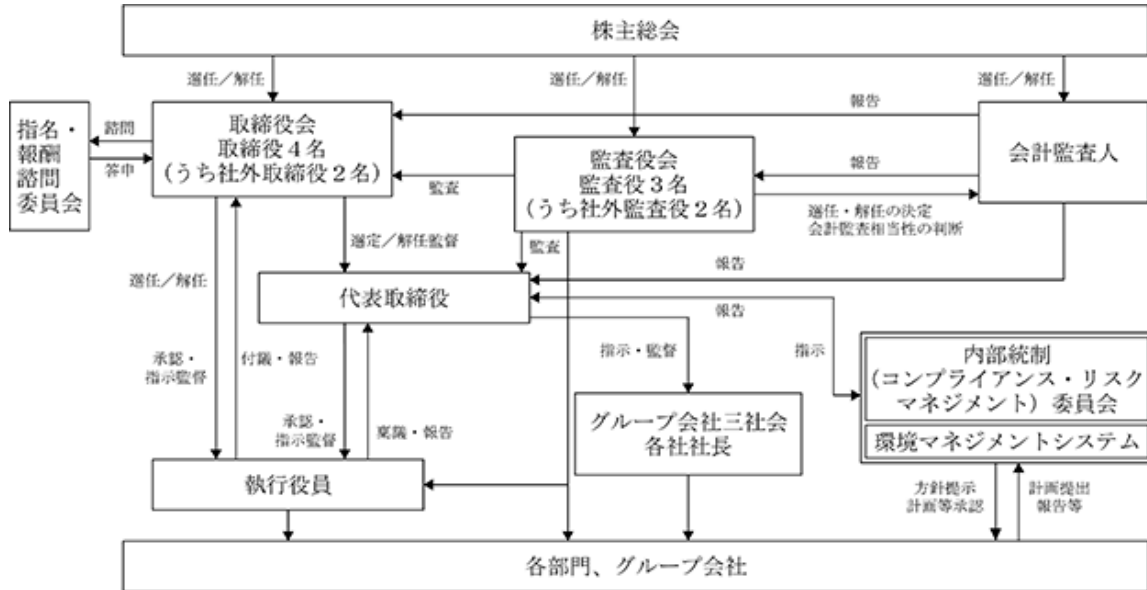 株主総会
選任／解任
選任／解任
選任／解任
指名・
報酬
諮問
委員会
諮問
答申
取締役会
取締役４名
（うち社外取締役２名）
報告
会計監査人
監査役会
監査役３名
（うち社外監査役２名）
監査
報告
選任・解任の決定
会計監査相当性の判断
選定／解任監督
監査
選任／解任
代表取締役
報告
報告
承認・
指示監督
付議・報告
指示・監督
指示
内部統制
（コンプライアンス・リスク
マネジメント）委員会
環境マネジメントシステム
承認・
指示監督
稟議・報告
グループ会社三社会
各社社長
執行役員
方針提示
計画等承認
計画提出
報告等
各部門、グループ会社